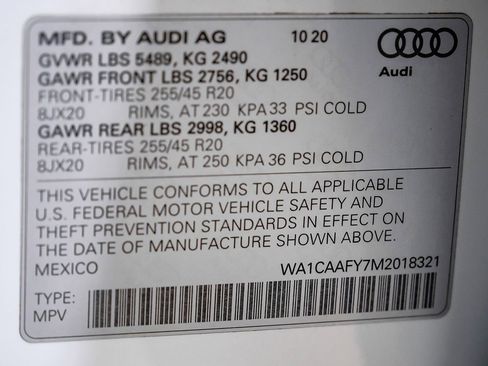 MFD. BY AUDI AG 10 20
GVWR LBS 5489, KG 2490
GAWR FRONT LBS 2756, KG 1250
FRONT-TIRES 255/45 R20
8JX20 RIMS, AT 230 KPA 33 PSI COLD
GAWR REAR LBS 2998, KG 1360
REAR-TIRES 255/45 R20
8JX20 RIMS, AT 250 KPA 36 PSI COLD
Audi
THIS VEHICLE CONFORMS TO ALL APPLICABLE
U.S. FEDERAL MOTOR VEHICLE SAFETY AND
THEFT PREVENTION STANDARDS IN EFFECT ON
THE DATE OF MANUFACTURE SHOWN ABOVE.
MEXICO WA1CAAFY7M2018321
TYPE:
MPV